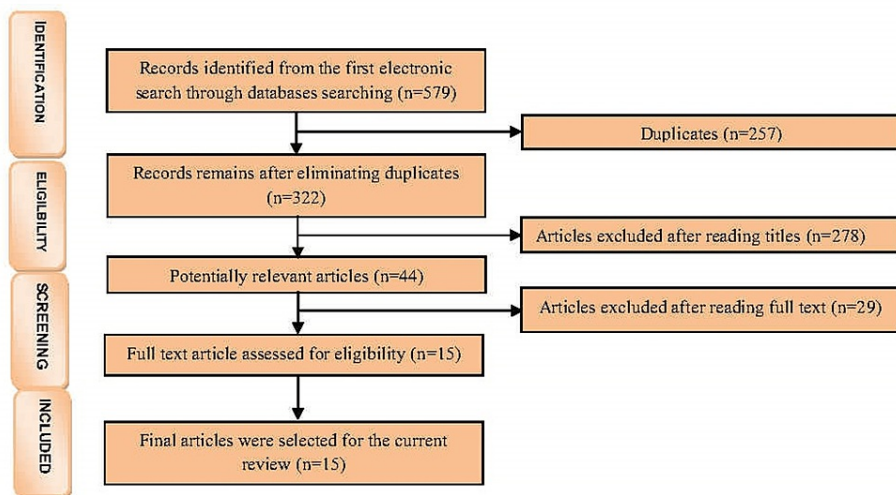 IDENTIFICATION
Records identified from the first electronic
search through databases searching (n=579)
Duplicates (n=257)
ELIGILBILITY
Records remains after eliminating duplicates
(n=322)
Articles excluded after reading titles (n=278)
Potentially relevant articles (n=44)
SCREENING
Articles excluded after reading full text (n=29)
Full text article assessed for eligibility (n=15)
INCLUDED
Final articles were selected for the current
review (n=15)